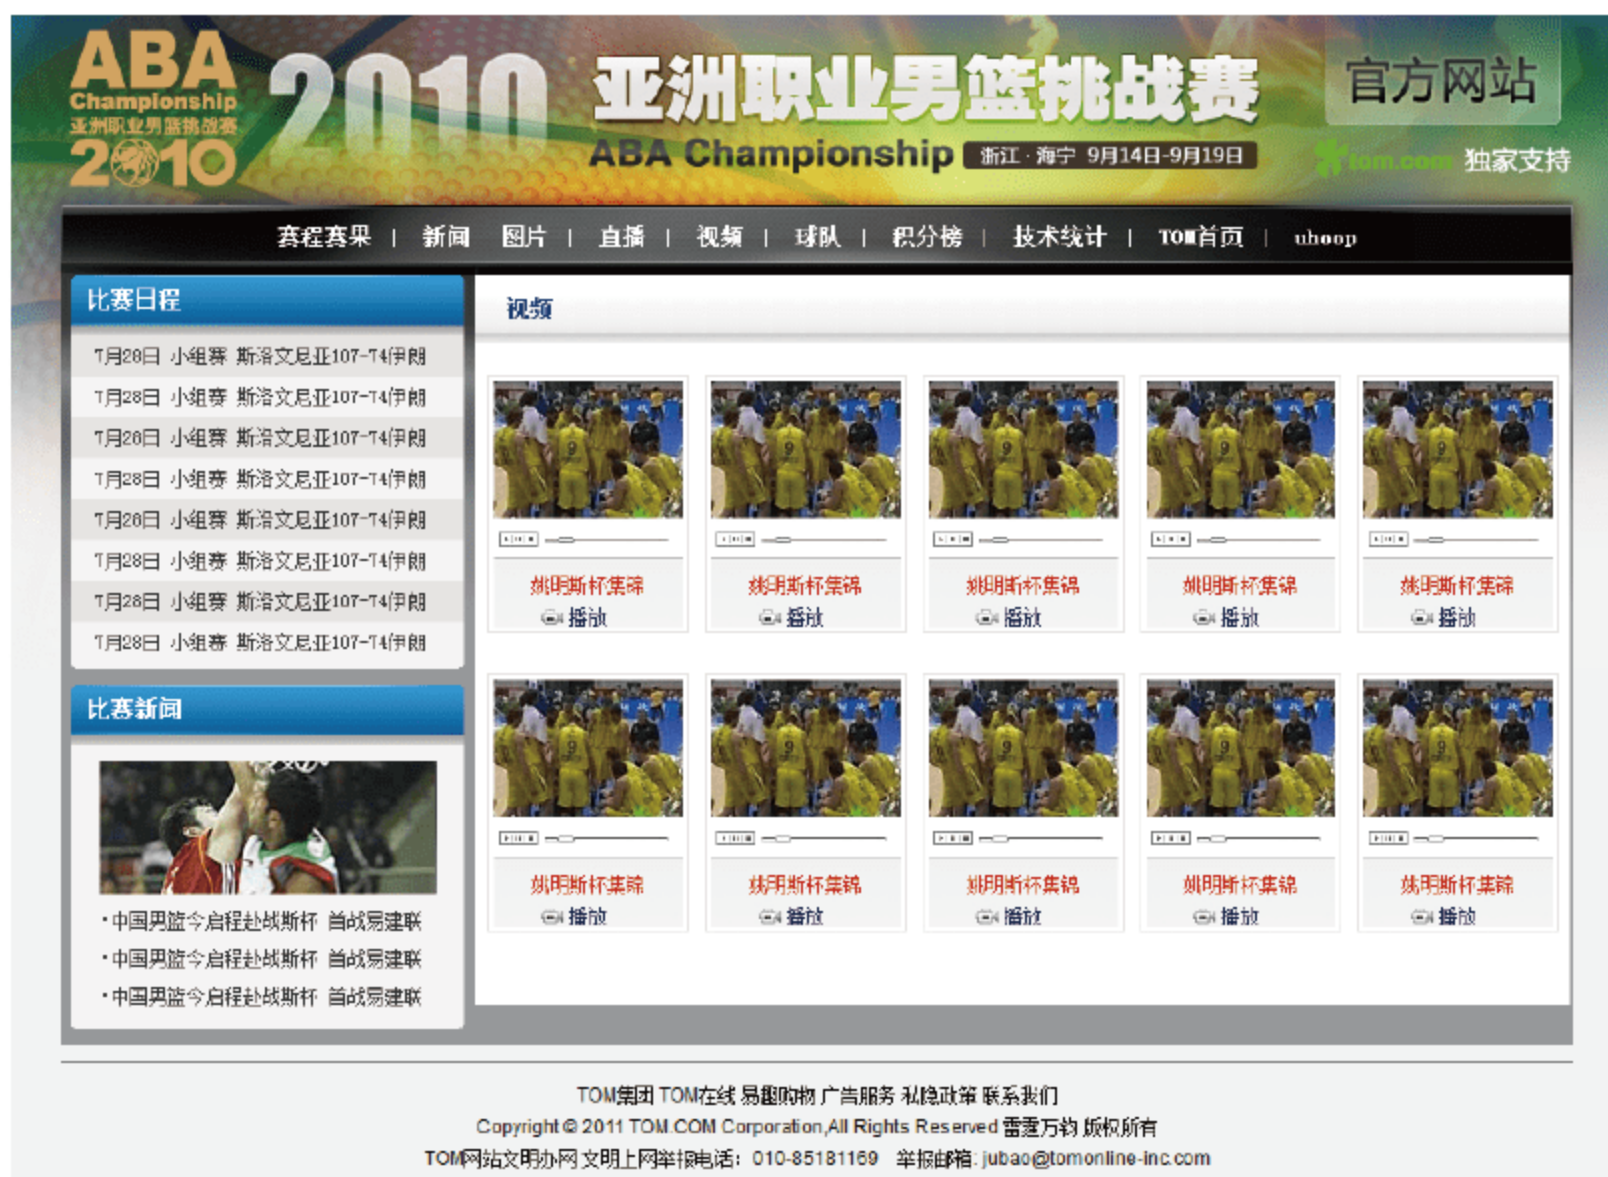 ABA
Championship
亚洲职业男篮挑战赛
2010
2010 亚洲职业男篮挑战赛
ABA Championship 浙江·海宁 9月14日-9月19日
官方网站
tom.com 独家支持
赛程赛果 | 新闻 图片 | 直播 | 视频 | 球队 | 积分榜 | 技术统计 | TOM首页 | uhoop
比赛日程
7月28日 小组赛 斯洛文尼亚107-74伊朗
7月28日 小组赛 斯洛文尼亚107-74伊朗
7月28日 小组赛 斯洛文尼亚107-74伊朗
7月28日 小组赛 斯洛文尼亚107-74伊朗
7月28日 小组赛 斯洛文尼亚107-74伊朗
7月28日 小组赛 斯洛文尼亚107-74伊朗
7月28日 小组赛 斯洛文尼亚107-74伊朗
7月28日 小组赛 斯洛文尼亚107-74伊朗
比赛新闻
·中国男篮今启程赴战斯杯 首战易建联
·中国男篮今启程赴战斯杯 首战易建联
·中国男篮今启程赴战斯杯 首战易建联
视频
姚明斯杯集锦 姚明斯杯集锦 姚明斯杯集锦 姚明斯杯集锦 姚明斯杯集锦
播放 播放 播放 播放 播放
姚明斯杯集锦 姚明斯杯集锦 姚明斯杯集锦 姚明斯杯集锦 姚明斯杯集锦
播放 播放 播放 播放 播放
TOM集团 TOM在线 易趣购物 广告服务 私隐政策 联系我们
Copyright © 2011 TOM.COM Corporation,All Rights Reserved 雷霆万钧 版权所有
TOM网站文明办网 文明上网举报电话：010-85181169 举报邮箱: jubao@tomonline-inc.com